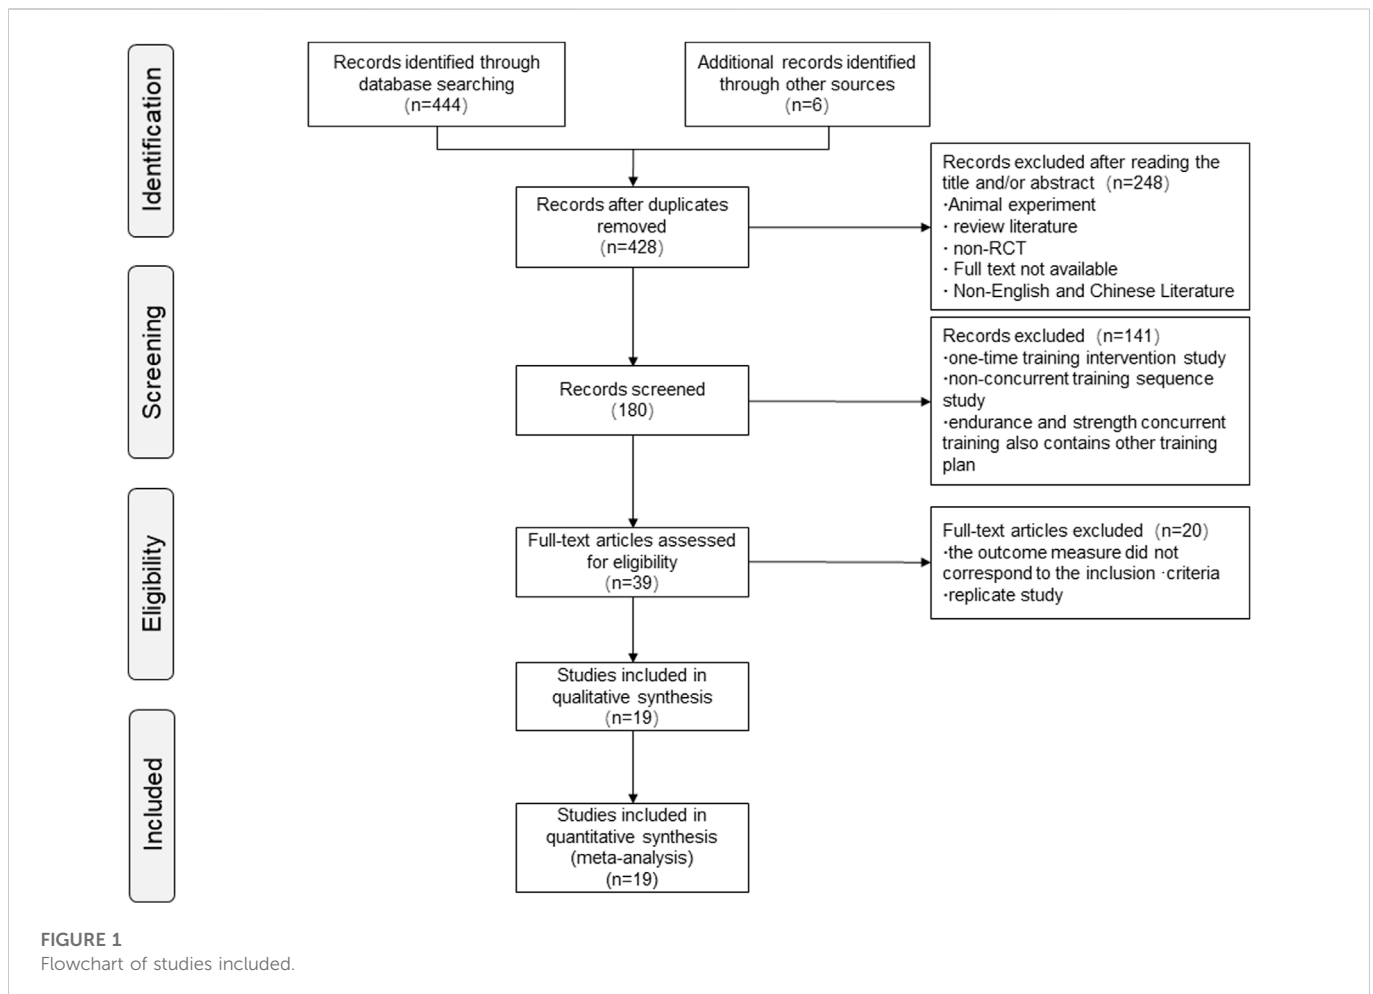 Identification
Records identified through
database searching
(n=444)
Additional records identified
through other sources
(n=6)
Records after duplicates
removed
(n=428)
Records excluded after reading the
title and/or abstract (n=248)
·Animal experiment
· review literature
· non-RCT
· Full text not available
· Non-English and Chinese Literature
Screening
Records screened
(180)
Records excluded (n=141)
·one-time training intervention study
·non-concurrent training sequence
study
·endurance and strength concurrent
training also contains other training
plan
Eligibility
Full-text articles assessed
for eligibility
(n=39)
Full-text articles excluded (n=20)
·the outcome measure did not
correspond to the inclusion ·criteria
·replicate study
Studies included in
qualitative synthesis
(n=19)
Included
Studies included in
quantitative synthesis
(meta-analysis)
(n=19)
FIGURE 1
Flowchart of studies included.